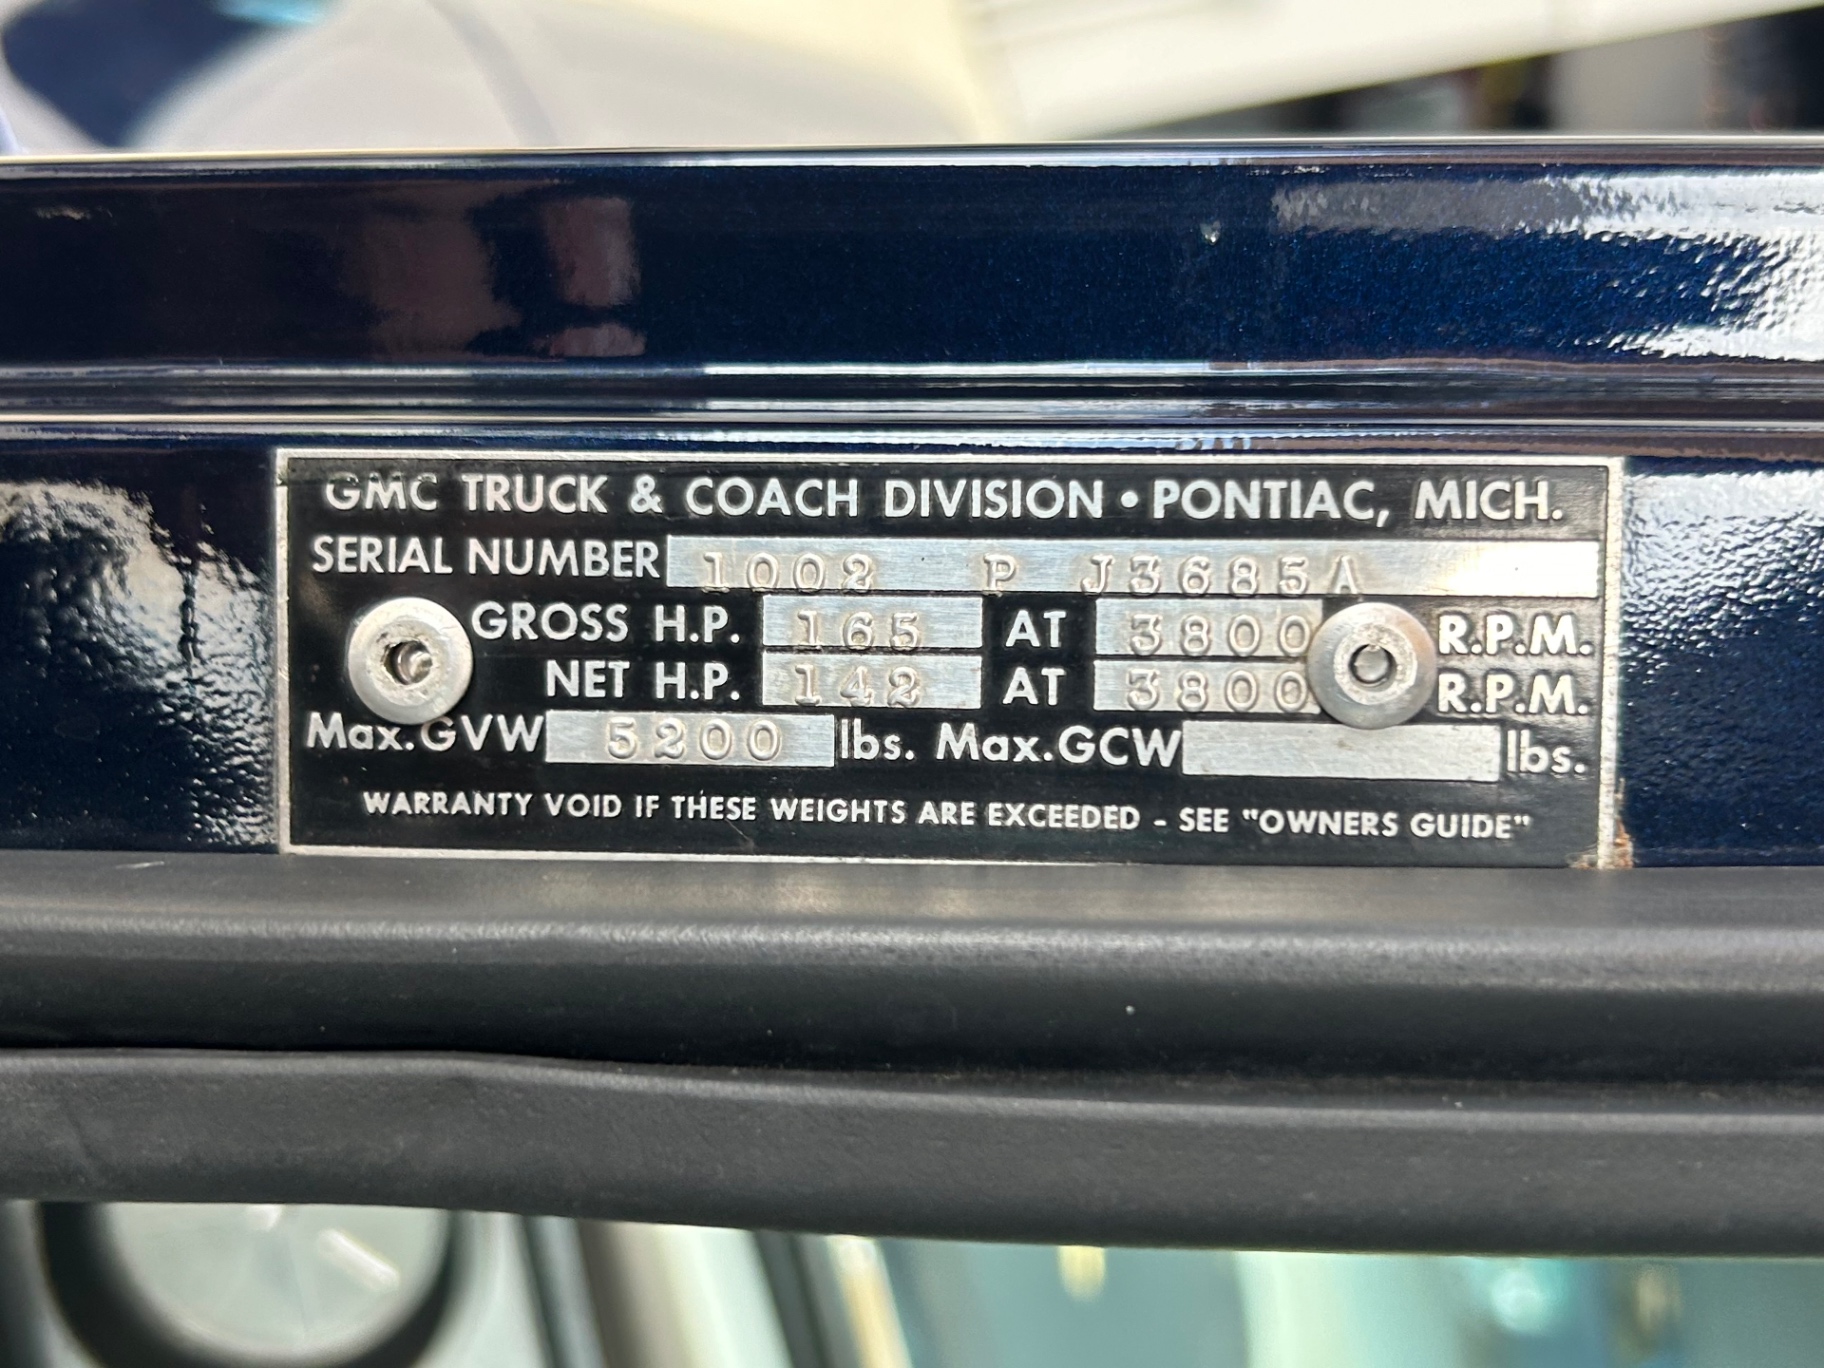 GMC TRUCK & COACH DIVISION • PONTIAC, MICH.
SERIAL NUMBER 1002 P J3685A
GROSS H.P. 165 AT 3800 R.P.M.
NET H.P. 142 AT 3800 R.P.M.
Max.GVW 5200 lbs. Max.GCW lbs.
WARRANTY VOID IF THESE WEIGHTS ARE EXCEEDED - SEE "OWNERS GUIDE"